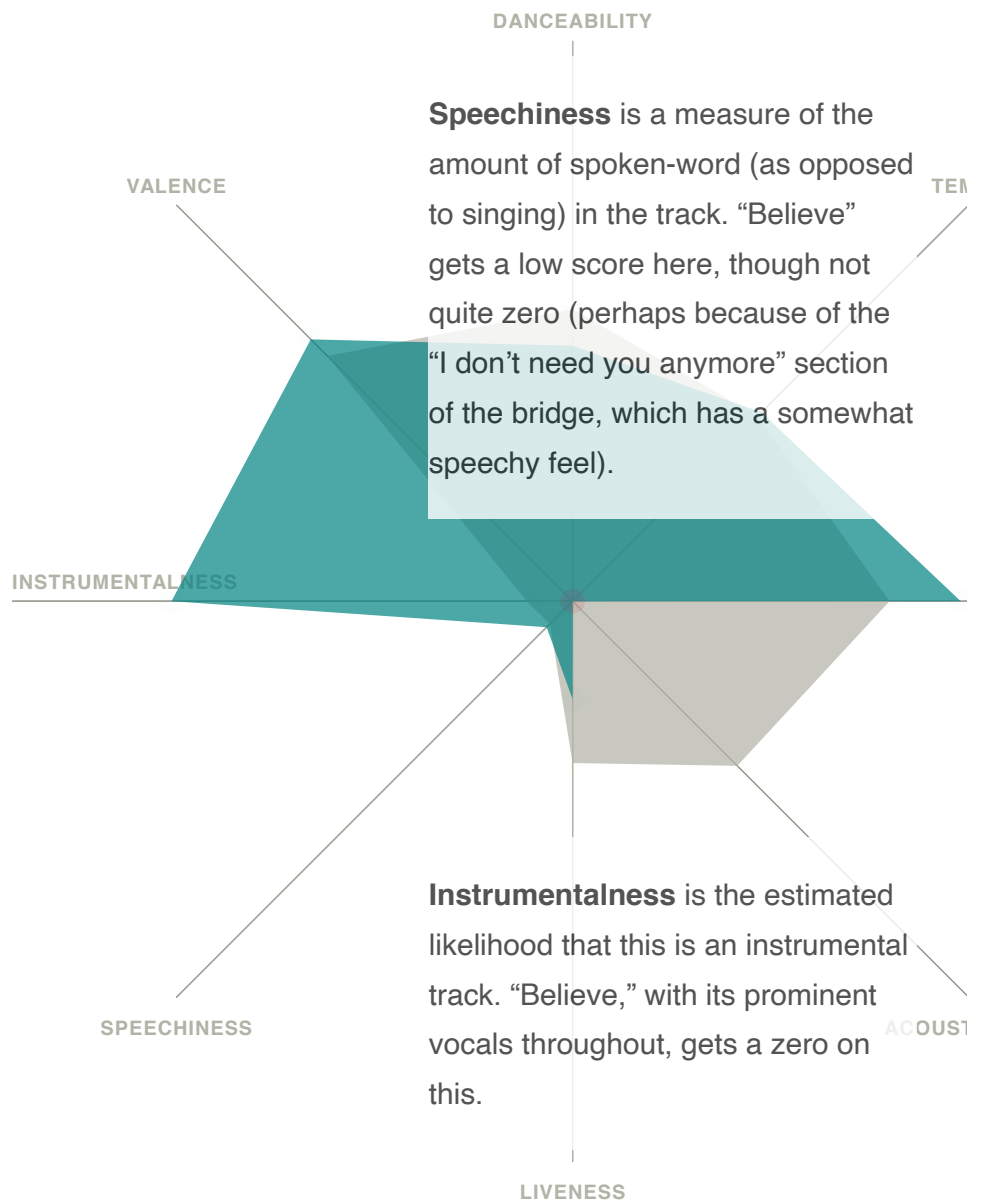 DANCEABILITY
Speechiness is a measure of the
amount of spoken-word (as opposed
VALENCE
TEM
to singing) in the track. “Believe”
gets a low score here, though not
quite zero (perhaps because of the
“I don’t need you anymore” section
of the bridge, which has a somewhat
speechy feel).
INSTRUMENTALNESS
Instrumentalness is the estimated
likelihood that this is an instrumental
track. “Believe,” with its prominent
SPEECHINESS
ACOUST
vocals throughout, gets a zero on
this.
LIVENESS